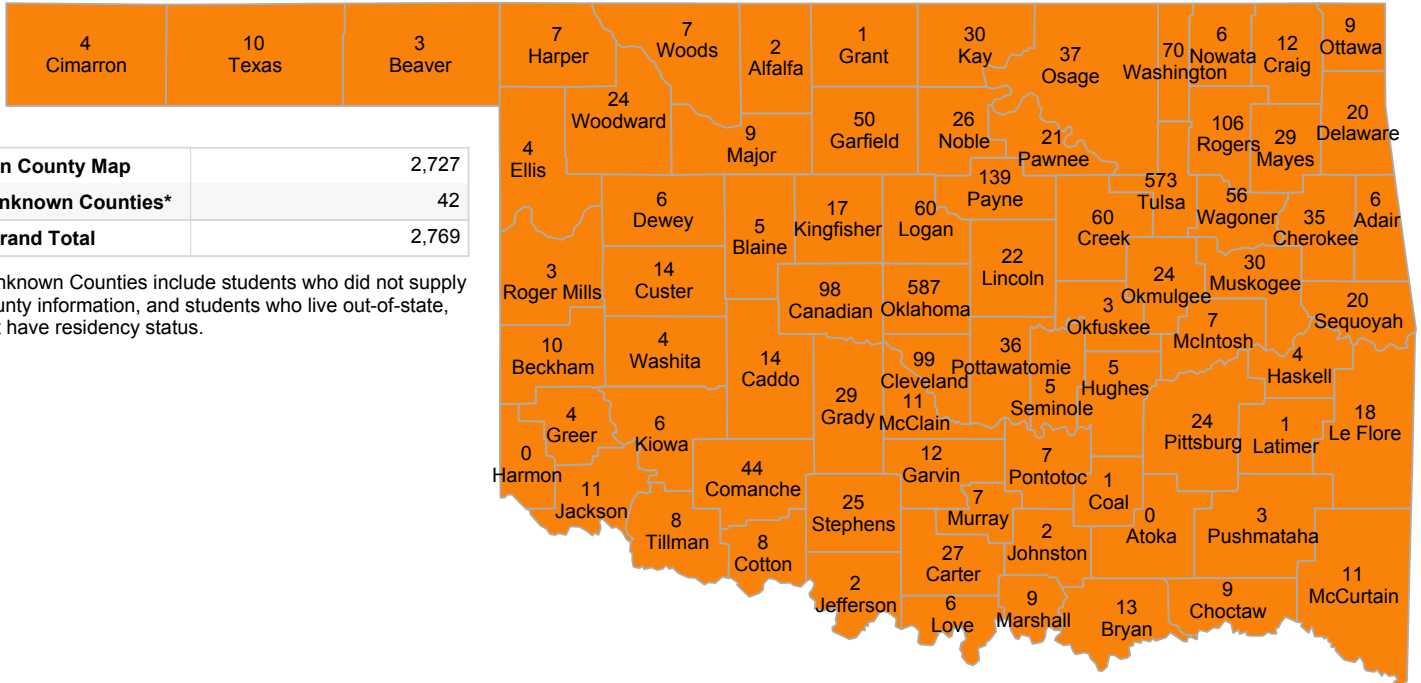 4
Cimarron
10
Texas
3
Beaver
7
Harper
7
Woods
2
Alfalfa
1
Grant
30
Kay
37
Osage
70
Washington
6
Nowata
12
Craig
9
Ottawa
24
Woodward
4
Ellis
9
Major
50
Garfield
26
Noble
21
Pawnee
106
Rogers
29
Mayes
20
Delaware
n County Map 2,727
nknown Counties* 42
rand Total 2,769
nknown Counties include students who did not supply
unty information, and students who live out-of-state,
t have residency status.
6
Dewey
5
Blaine
17
Kingfisher
60
Logan
139
Payne
573
Tulsa
60
Creek
56
Wagoner
35
Cherokee
6
Adair
3
Roger Mills
14
Custer
98
Canadian
587
Oklahoma
22
Lincoln
3
Okfuskee
24
Okmulgee
30
Muskogee
7
McIntosh
20
Sequoyah
10
Beckham
4
Washita
14
Caddo
29
Grady
99
Cleveland
11
McClain
36
Pottawatomie
5
Seminole
5
Hughes
4
Haskell
24
Pittsburg
1
Latimer
18
Le Flore
4
Greer
6
Kiowa
0
Harmon
11
Jackson
44
Comanche
12
Garvin
7
Pontotoc
1
Coal
8
Tillman
8
Cotton
25
Stephens
7
Murray
2
Johnston
0
Atoka
3
Pushmataha
27
Carter
2
Jefferson
6
Love
9
Marshall
13
Bryan
9
Choctaw
11
McCurtain